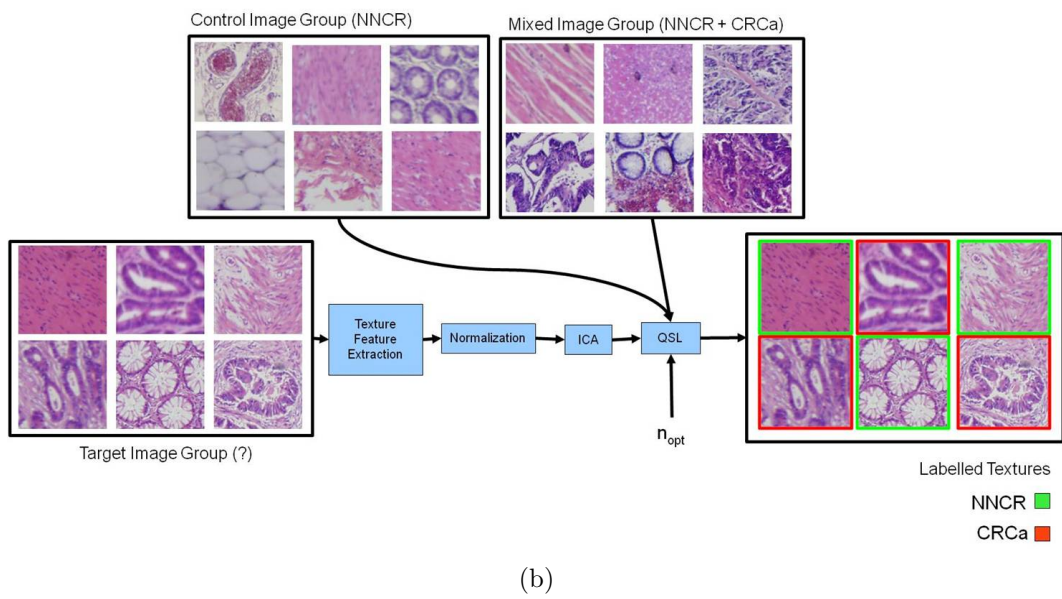 Control Image Group (NNCR)
Mixed Image Group (NNCR + CRCa)
Texture
Feature
Extraction
Normalization
ICA
QSL
n_opt
Target Image Group (?)
Labelled Textures
NNCR
CRCa
(b)